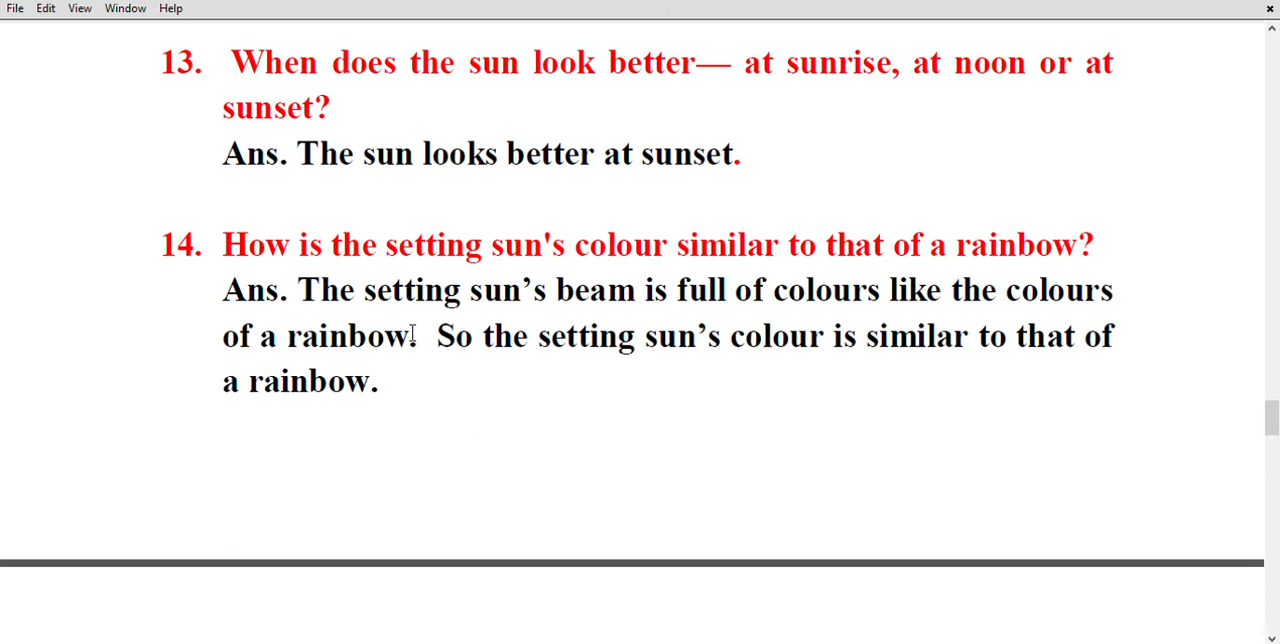 File Edit View Window Help
13. When does the sun look better— at sunrise, at noon or at
sunset?
Ans. The sun looks better at sunset.
14. How is the setting sun's colour similar to that of a rainbow?
Ans. The setting sun’s beam is full of colours like the colours
of a rainbow. So the setting sun’s colour is similar to that of
a rainbow.